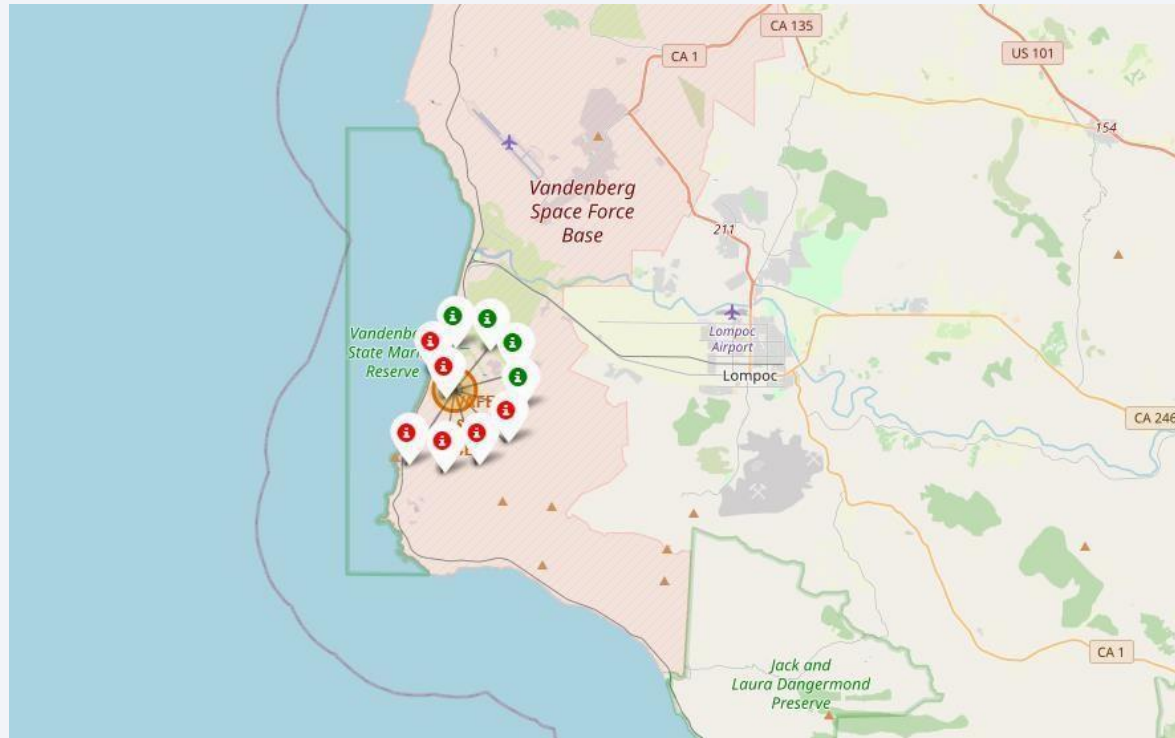 CA 135
US 101
CA 1
154
Vandenberg
Space Force
Base
211
Lompoc
Airport
State
Reserve
Lompoc
CA 246
CA 1
Jack and
Laura Dangermond
Preserve